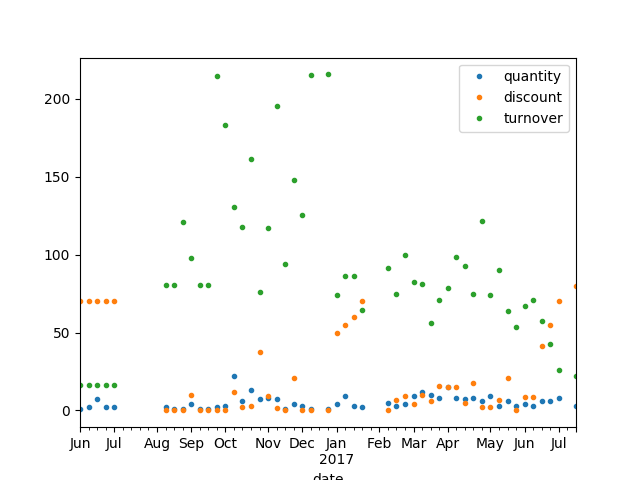 quantity
discount
turnover
200
150
100
50
0
Jun Jul Aug Sep Oct Nov Dec Jan Feb Mar Apr May Jun Jul
2017
date